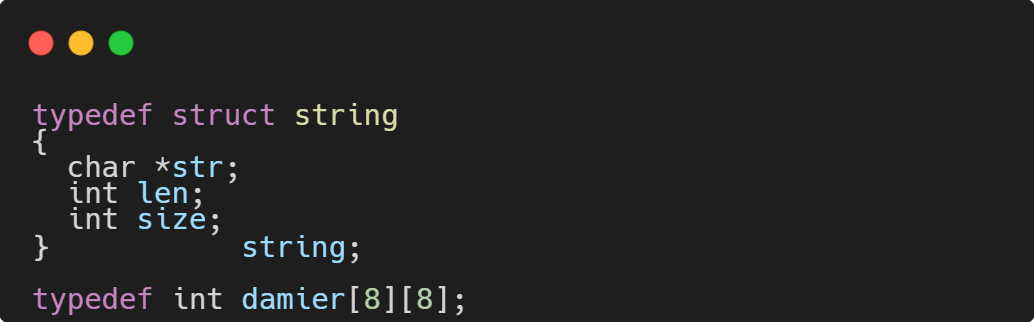 typedef struct string
{
  char *str;
  int len;
  int size;
}           string;

typedef int damier[8][8];